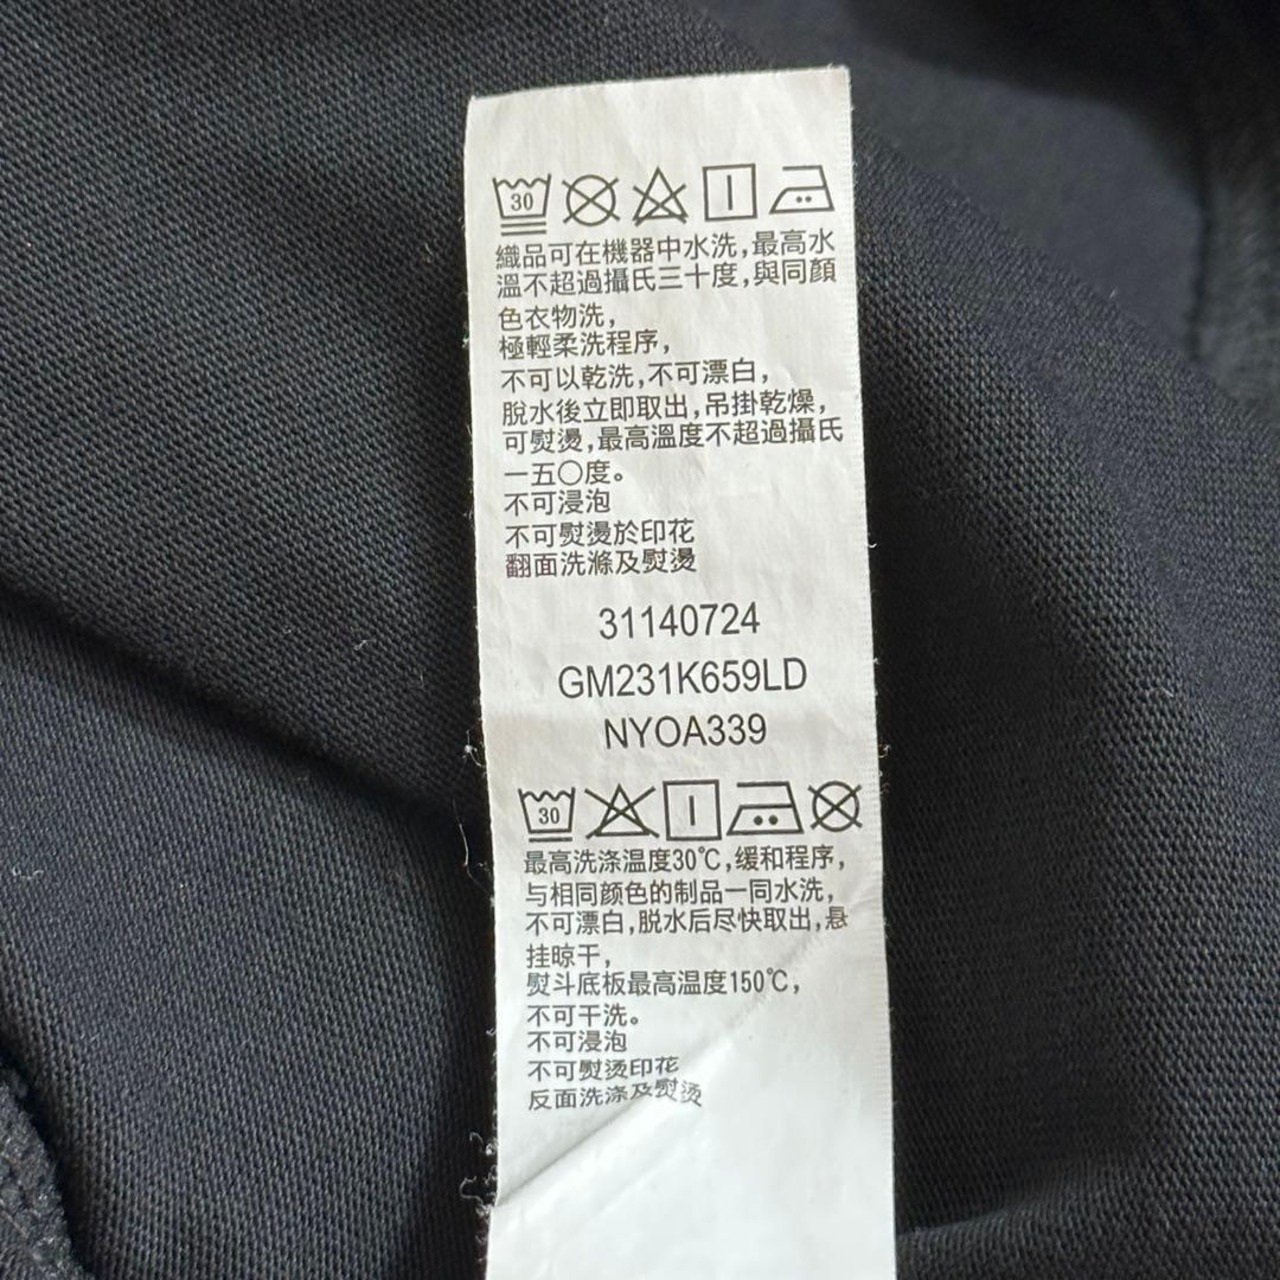 30
織品可在機器中水洗,最高水
溫不超過攝氏三十度,與同顏
色衣物洗,
極輕柔洗程序,
不可以乾洗,不可漂白,
脫水後立即取出,吊掛乾燥,
可熨燙,最高溫度不超過攝氏
一五〇度。
不可浸泡
不可熨燙於印花
翻面洗滌及熨燙
31140724
GM231K659LD
NYOA339
30
最高洗涤温度30℃,缓和程序,
与相同颜色的制品一同水洗,
不可漂白,脱水后尽快取出,悬
挂晾干,
熨斗底板最高温度150℃,
不可干洗。
不可浸泡
不可熨烫印花
反面洗涤及熨烫